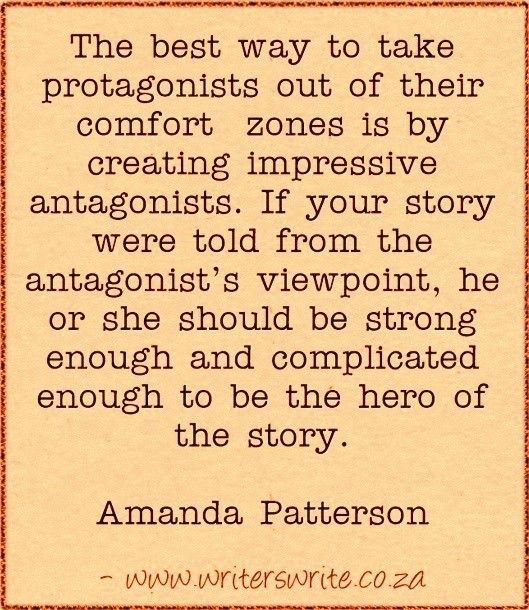 The best way to take
protagonists out of their
comfort zones is by
creating impressive
antagonists. If your story
were told from the
antagonist's viewpoint, he
or she should be strong
enough and complicated
enough to be the hero of
the story.
Amanda Patterson
- www.writerswrite.co.za